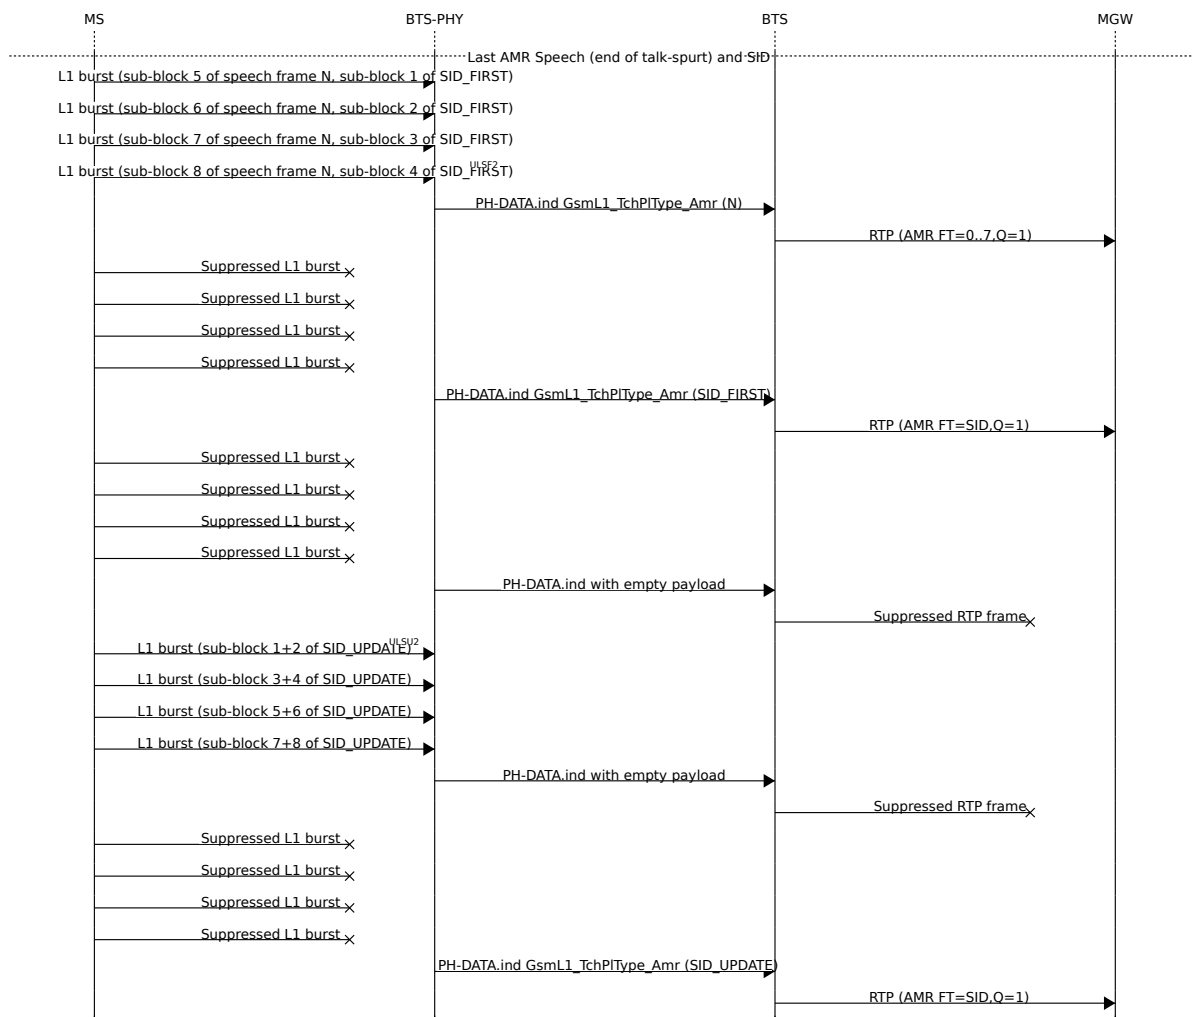 MS BTS-PHY BTS MGW
Last AMR Speech (end of talk-spurt) and SID
L1 burst (sub-block 5 of speech frame N, sub-block 1 of SID_FIRST)
L1 burst (sub-block 6 of speech frame N, sub-block 2 of SID_FIRST)
L1 burst (sub-block 7 of speech frame N, sub-block 3 of SID_FIRST)
ULSF2
L1 burst (sub-block 8 of speech frame N, sub-block 4 of SID_FIRST)
PH-DATA.ind GsmL1_TchPlType_Amr (N)
RTP (AMR FT=0..7,Q=1)
Suppressed L1 burst
Suppressed L1 burst
Suppressed L1 burst
Suppressed L1 burst
PH-DATA.ind GsmL1_TchPlType_Amr (SID_FIRST)
RTP (AMR FT=SID,Q=1)
Suppressed L1 burst
Suppressed L1 burst
Suppressed L1 burst
Suppressed L1 burst
PH-DATA.ind with empty payload
Suppressed RTP frame
ULSU2
L1 burst (sub-block 1+2 of SID_UPDATE)
L1 burst (sub-block 3+4 of SID_UPDATE)
L1 burst (sub-block 5+6 of SID_UPDATE)
L1 burst (sub-block 7+8 of SID_UPDATE)
PH-DATA.ind with empty payload
Suppressed RTP frame
Suppressed L1 burst
Suppressed L1 burst
Suppressed L1 burst
Suppressed L1 burst
PH-DATA.ind GsmL1_TchPlType_Amr (SID_UPDATE)
RTP (AMR FT=SID,Q=1)